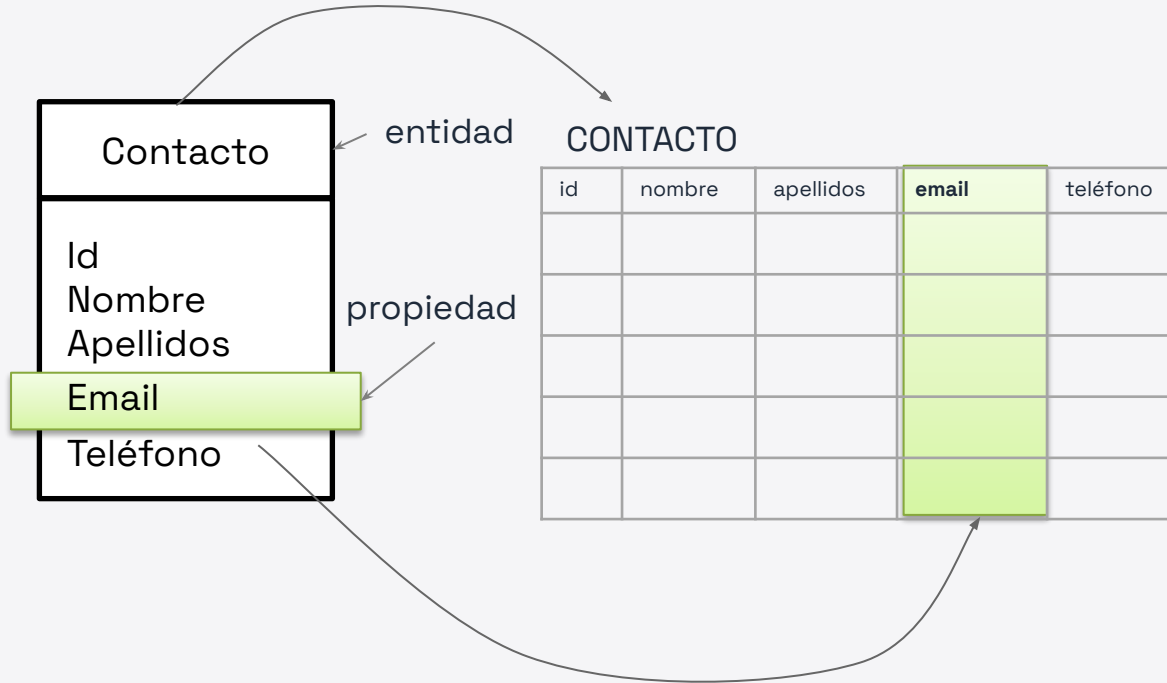 Contacto
entidad
Id
Nombre
Apellidos
Email
Teléfono
propiedad
CONTACTO
id nombre apellidos email teléfono